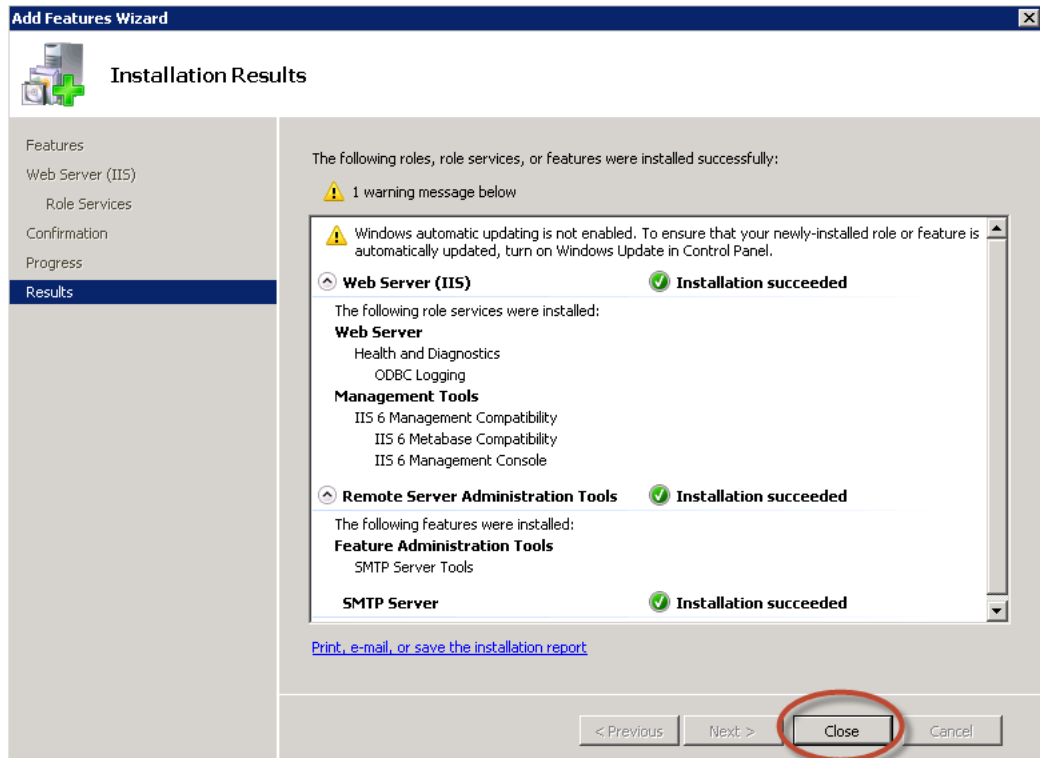 Add Features Wizard
Installation Results
Features
Web Server (IIS)
Role Services
Confirmation
Progress
Results
The following roles, role services, or features were installed successfully:
1 warning message below
Windows automatic updating is not enabled. To ensure that your newly-installed role or feature is
automatically updated, turn on Windows Update in Control Panel.
Web Server (IIS) Installation succeeded
The following role services were installed:
Web Server
Health and Diagnostics
ODBC Logging
Management Tools
IIS 6 Management Compatibility
IIS 6 Metabase Compatibility
IIS 6 Management Console
Remote Server Administration Tools Installation succeeded
The following features were installed:
Feature Administration Tools
SMTP Server Tools
SMTP Server Installation succeeded
Print, e-mail, or save the installation report
< Previous Next > Close Cancel